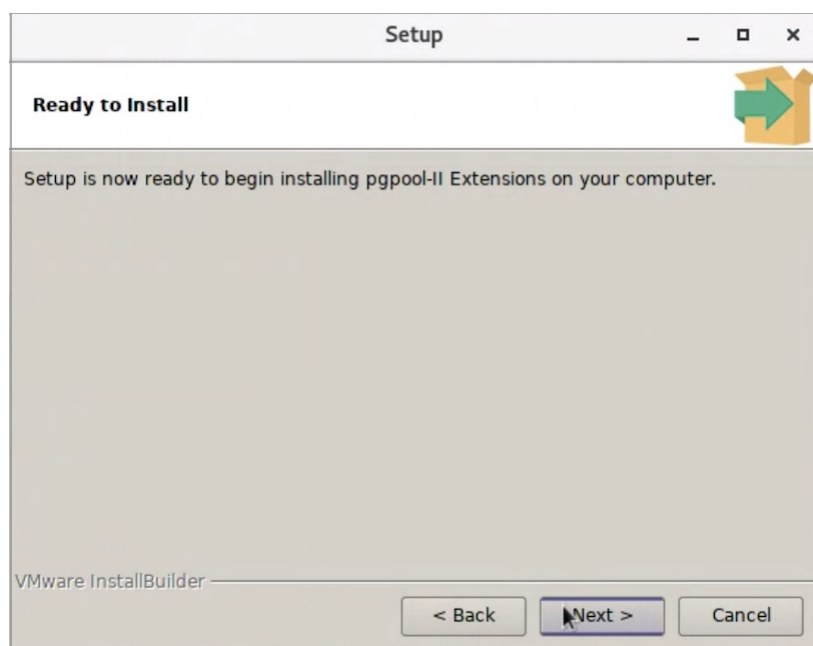 Setup
Ready to Install
Setup is now ready to begin installing pgpool-II Extensions on your computer.
VMware InstallBuilder
< Back
Next >
Cancel